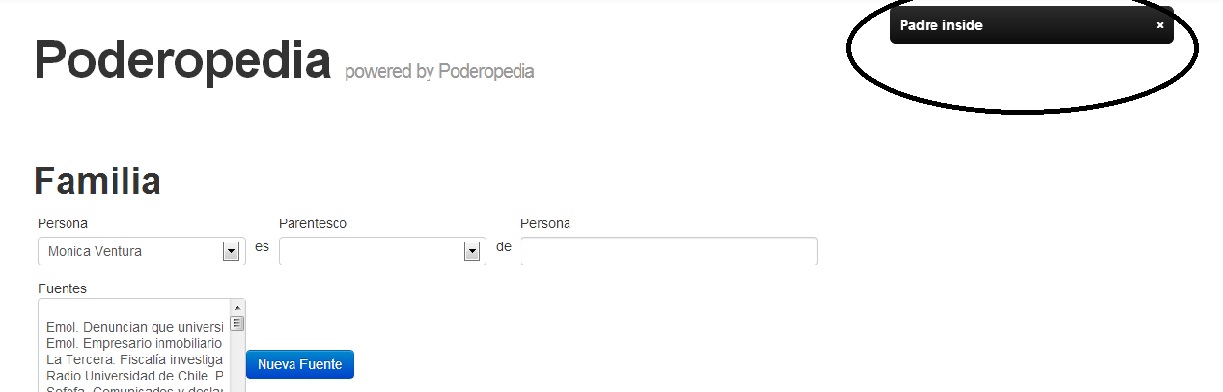 Padre inside ×
Poderopedia powered by Poderopedia
Familia
Persona Parentesco Persona
Monica Ventura es de
Fuentes
Emol. Denuncian que universi
Emol. Empresario inmobiliario
La Tercera. Fiscalía investiga
Radio Universidad de Chile. P
Nueva Fuente
Sofofa. Comunicados y declar